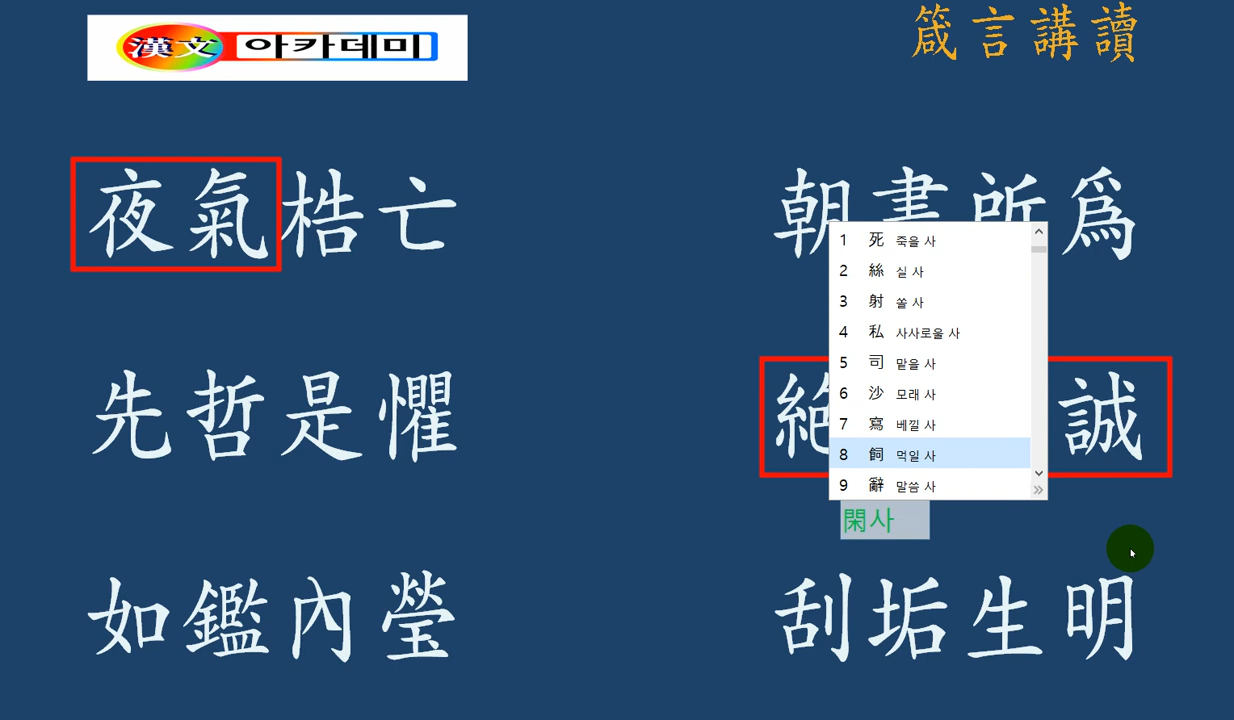 漢文 아카데미
箴言講讀
夜氣梏亡 朝 所爲
1 死 죽을 사
2 絲 실 사
3 射 쏠 사
4 私 사사로울 사
5 司 맡을 사
6 沙 모래 사
7 寫 베낄 사
8 飼 먹일 사
9 辭 말씀 사
先哲是懼 絶 誠
閑사
如鑑內瑩 刮垢生明